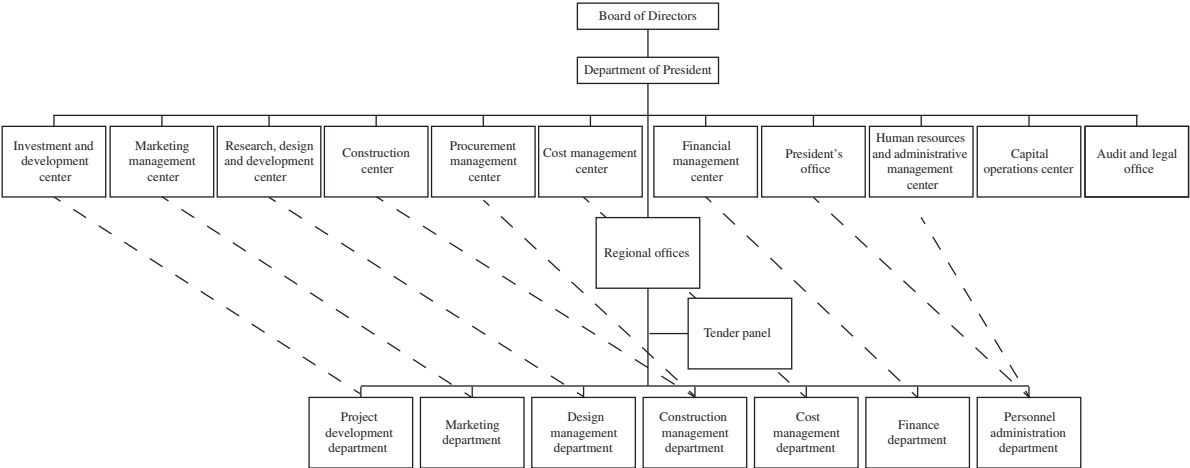 Board of Directors
Department of President
Investment and
development
center
Marketing
management
center
Research, design
and development
center
Construction
center
Procurement
management
center
Cost management
center
Financial
management
center
President's
office
Human resources
and administrative
management
center
Capital
operations center
Audit and legal
office
Regional offices
Tender panel
Project
development
department
Marketing
department
Design
management
department
Construction
management
department
Cost
management
department
Finance
department
Personnel
administration
department